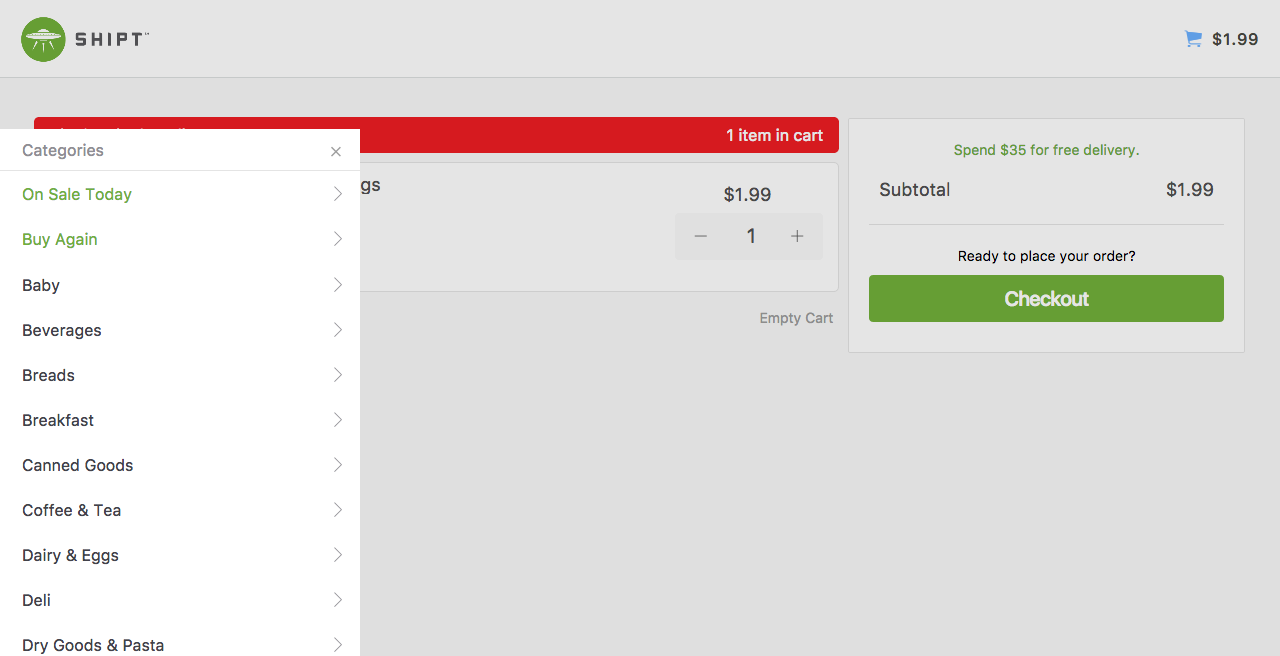 SHIPT™
$1.99
1 item in cart
Categories
On Sale Today
Buy Again
Baby
Beverages
Breads
Breakfast
Canned Goods
Coffee & Tea
Dairy & Eggs
Deli
Dry Goods & Pasta
gs
$1.99
1
Empty Cart
Spend $35 for free delivery.
Subtotal $1.99
Ready to place your order?
Checkout